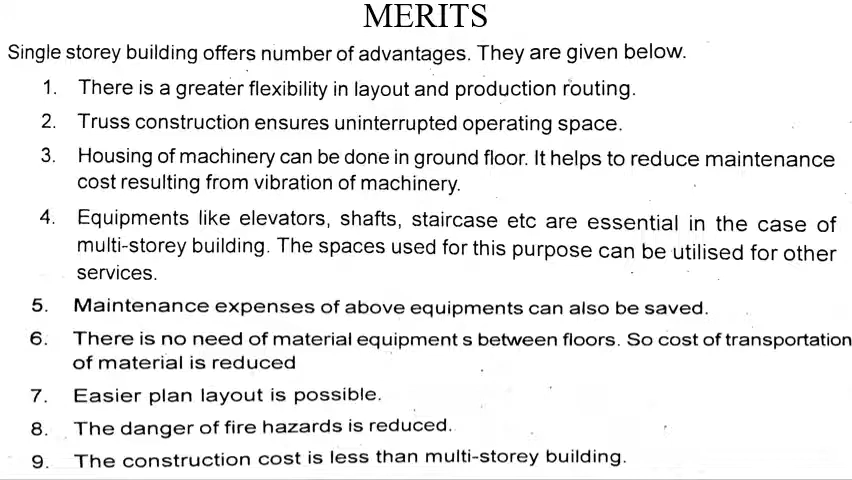 MERITS
Single storey building offers number of advantages. They are given below.
1. There is a greater flexibility in layout and production routing.
2. Truss construction ensures uninterrupted operating space.
3. Housing of machinery can be done in ground floor. It helps to reduce maintenance
cost resulting from vibration of machinery.
4. Equipments like elevators, shafts, staircase etc are essential in the case of
multi-storey building. The spaces used for this purpose can be utilised for other
services.
5. Maintenance expenses of above equipments can also be saved.
6. There is no need of material equipment s between floors. So cost of transportation
of material is reduced
7. Easier plan layout is possible.
8. The danger of fire hazards is reduced.
9. The construction cost is less than multi-storey building.